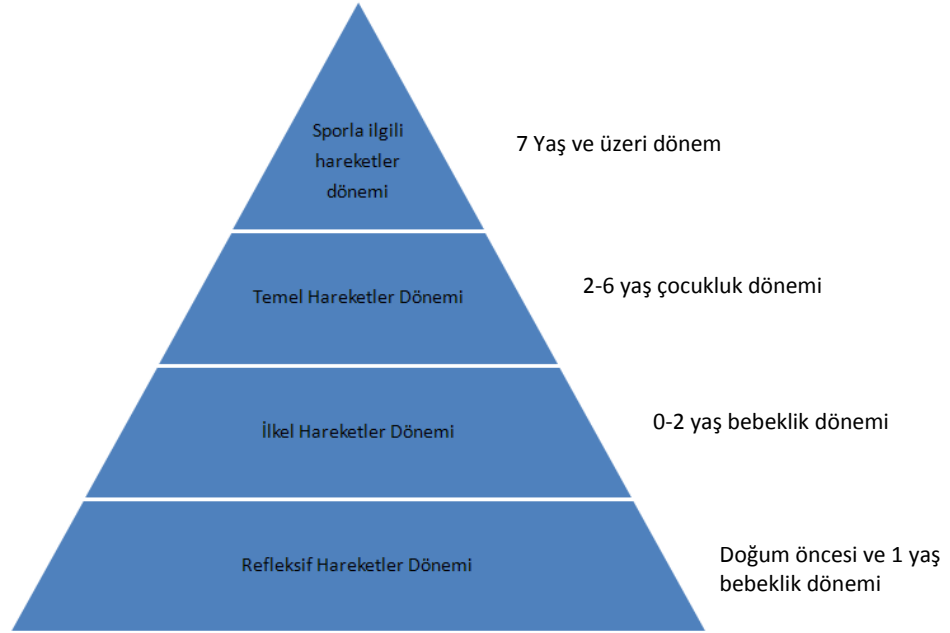 Sporla ilgili
hareketler
dönemi
7 Yaş ve üzeri dönem
Temel Hareketler Dönemi
2-6 yaş çocukluk dönemi
İlkel Hareketler Dönemi
0-2 yaş bebeklik dönemi
Refleksif Hareketler Dönemi
Doğum öncesi ve 1 yaş
bebeklik dönemi